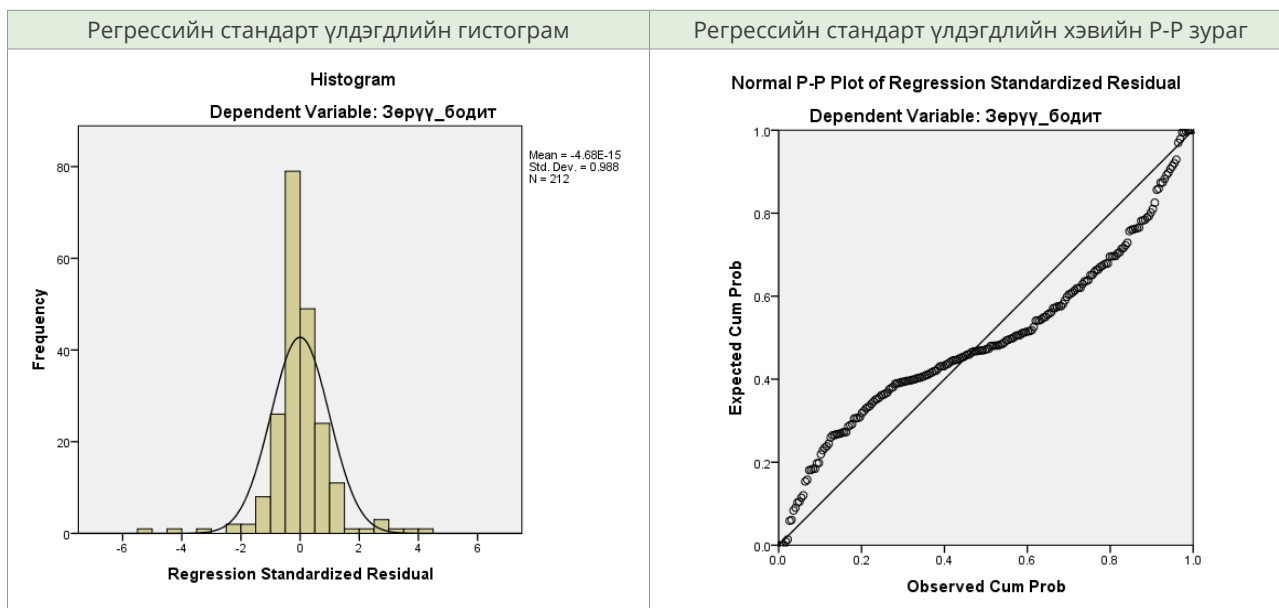 Регрессийн стандарт үлдэгдлийн гистограм
Регрессийн стандарт үлдэгдлийн хэвийн P-P зураг
Histogram
Dependent Variable: Зөрүү_бодит
Mean = -4.68E-15
Std. Dev. = 0.988
N = 212
80
60
40
20
0
Frequency
-6
-4
-2
0
2
4
6
Regression Standardized Residual
Normal P-P Plot of Regression Standardized Residual
Dependent Variable: Зөрүү_бодит
1.0
0.8
0.6
0.4
0.2
0.0
Expected Cum Prob
0.0
0.2
0.4
0.6
0.8
1.0
Observed Cum Prob